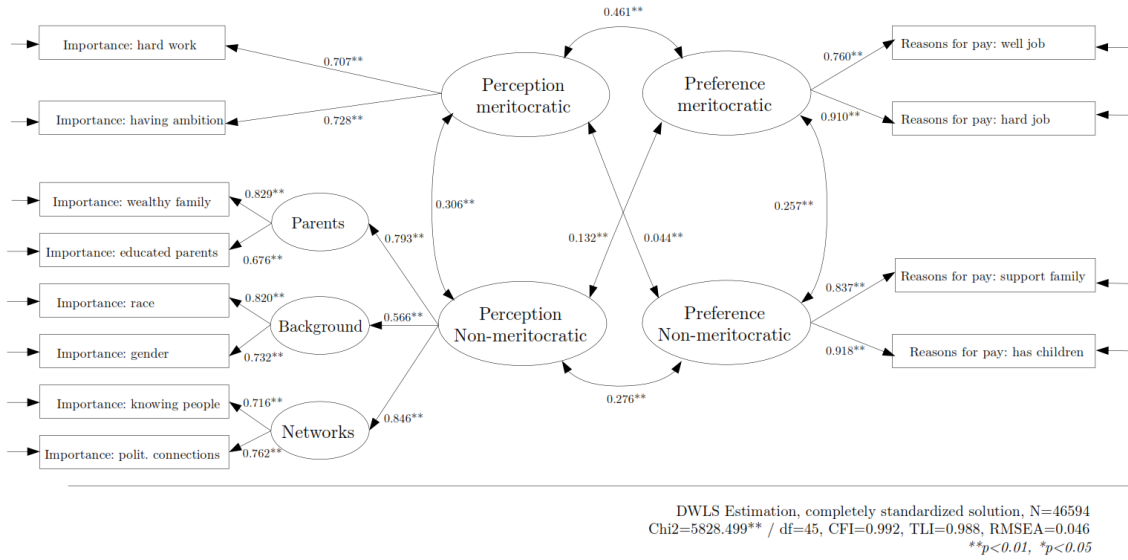 0.461**
Importance: hard work
Reasons for pay: well job
0.707**
0.760**
Perception
meritocratic
Preference
meritocratic
Importance: having ambition
0.728**
0.910**
Reasons for pay: hard job
Importance: wealthy family
0.829**
Parents
0.306**
0.257**
0.793**
0.132**
0.044**
Importance: educated parents
0.676**
Reasons for pay: support family
0.837**
Importance: race
0.820**
Background
0.566**
Perception
Non-meritocratic
Preference
Non-meritocratic
Importance: gender
0.732**
0.918**
Reasons for pay: has children
0.276**
Importance: knowing people
0.716**
Networks
0.846**
Importance: polit. connections
0.762**
DWLS Estimation, completely standardized solution, N=46594
Chi2=5828.499** / df=45, CFI=0.992, TLI=0.988, RMSEA=0.046
**p<0.01, *p<0.05